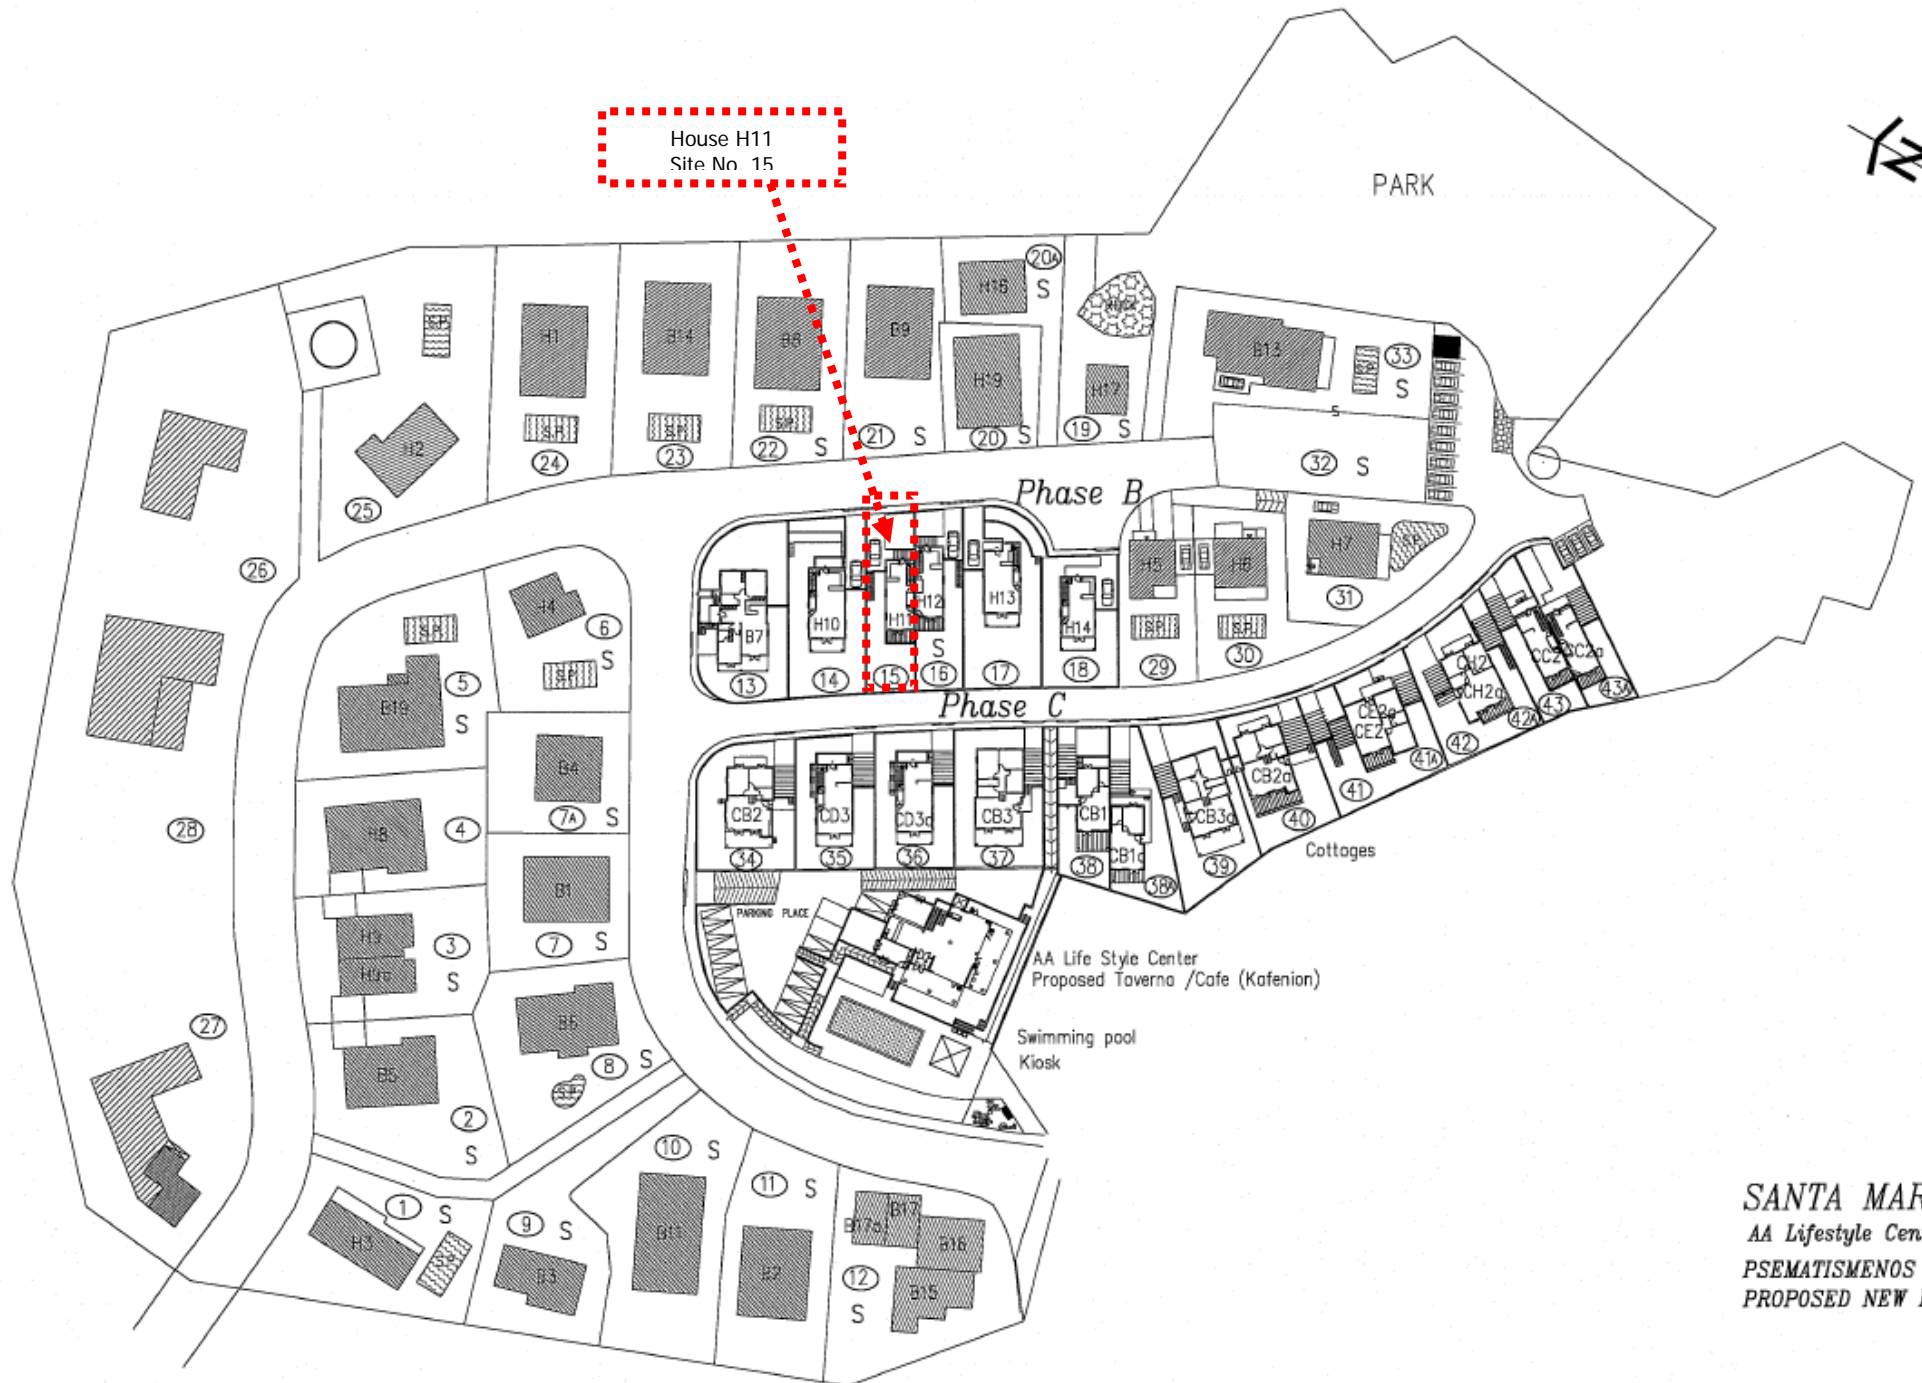 House H11
Site No. 15
PARK
N
20A
H16
S
ROCK
S.P.
H1
B14
B8
B9
H19
H17
B13
S.P.
33
S
H2
S.P.
S.P.
S.P.
S
24
23
22
S
21
S
20
S
19
S
32
S
25
Phase B
26
H4
6
S
S.P.
S.P.
5
S
B19
B7
H10
H11
H12
H13
H14
H5
H6
H7
S.P.
S.P.
S.P.
31
13
14
15
S
16
17
18
29
30
Phase C
CH2
CH2a
CC2
CC2a
43A
43
42A
42
41A
41
CE2a
CE2
B4
7A
S
CB2
CD3
CD3a
CB3
CB1
CB1a
CB3a
CB2a
40
39
28
H8
4
34
35
36
37
38
38A
Cottages
B1
7
S
PARKING PLACE
H9
H9a
3
S
AA Life Style Center
Proposed Taverna /Cafe (Kafenion)
Swimming pool
Kiosk
27
B6
8
S
S.P.
B5
2
S
10
S
11
S
1
S
H3
S.P.
9
S
B3
B11
B2
B17a
B17
B16
B15
12
S
SANTA MAR
AA Lifestyle Cen
PSEMATISMENOS
PROPOSED NEW